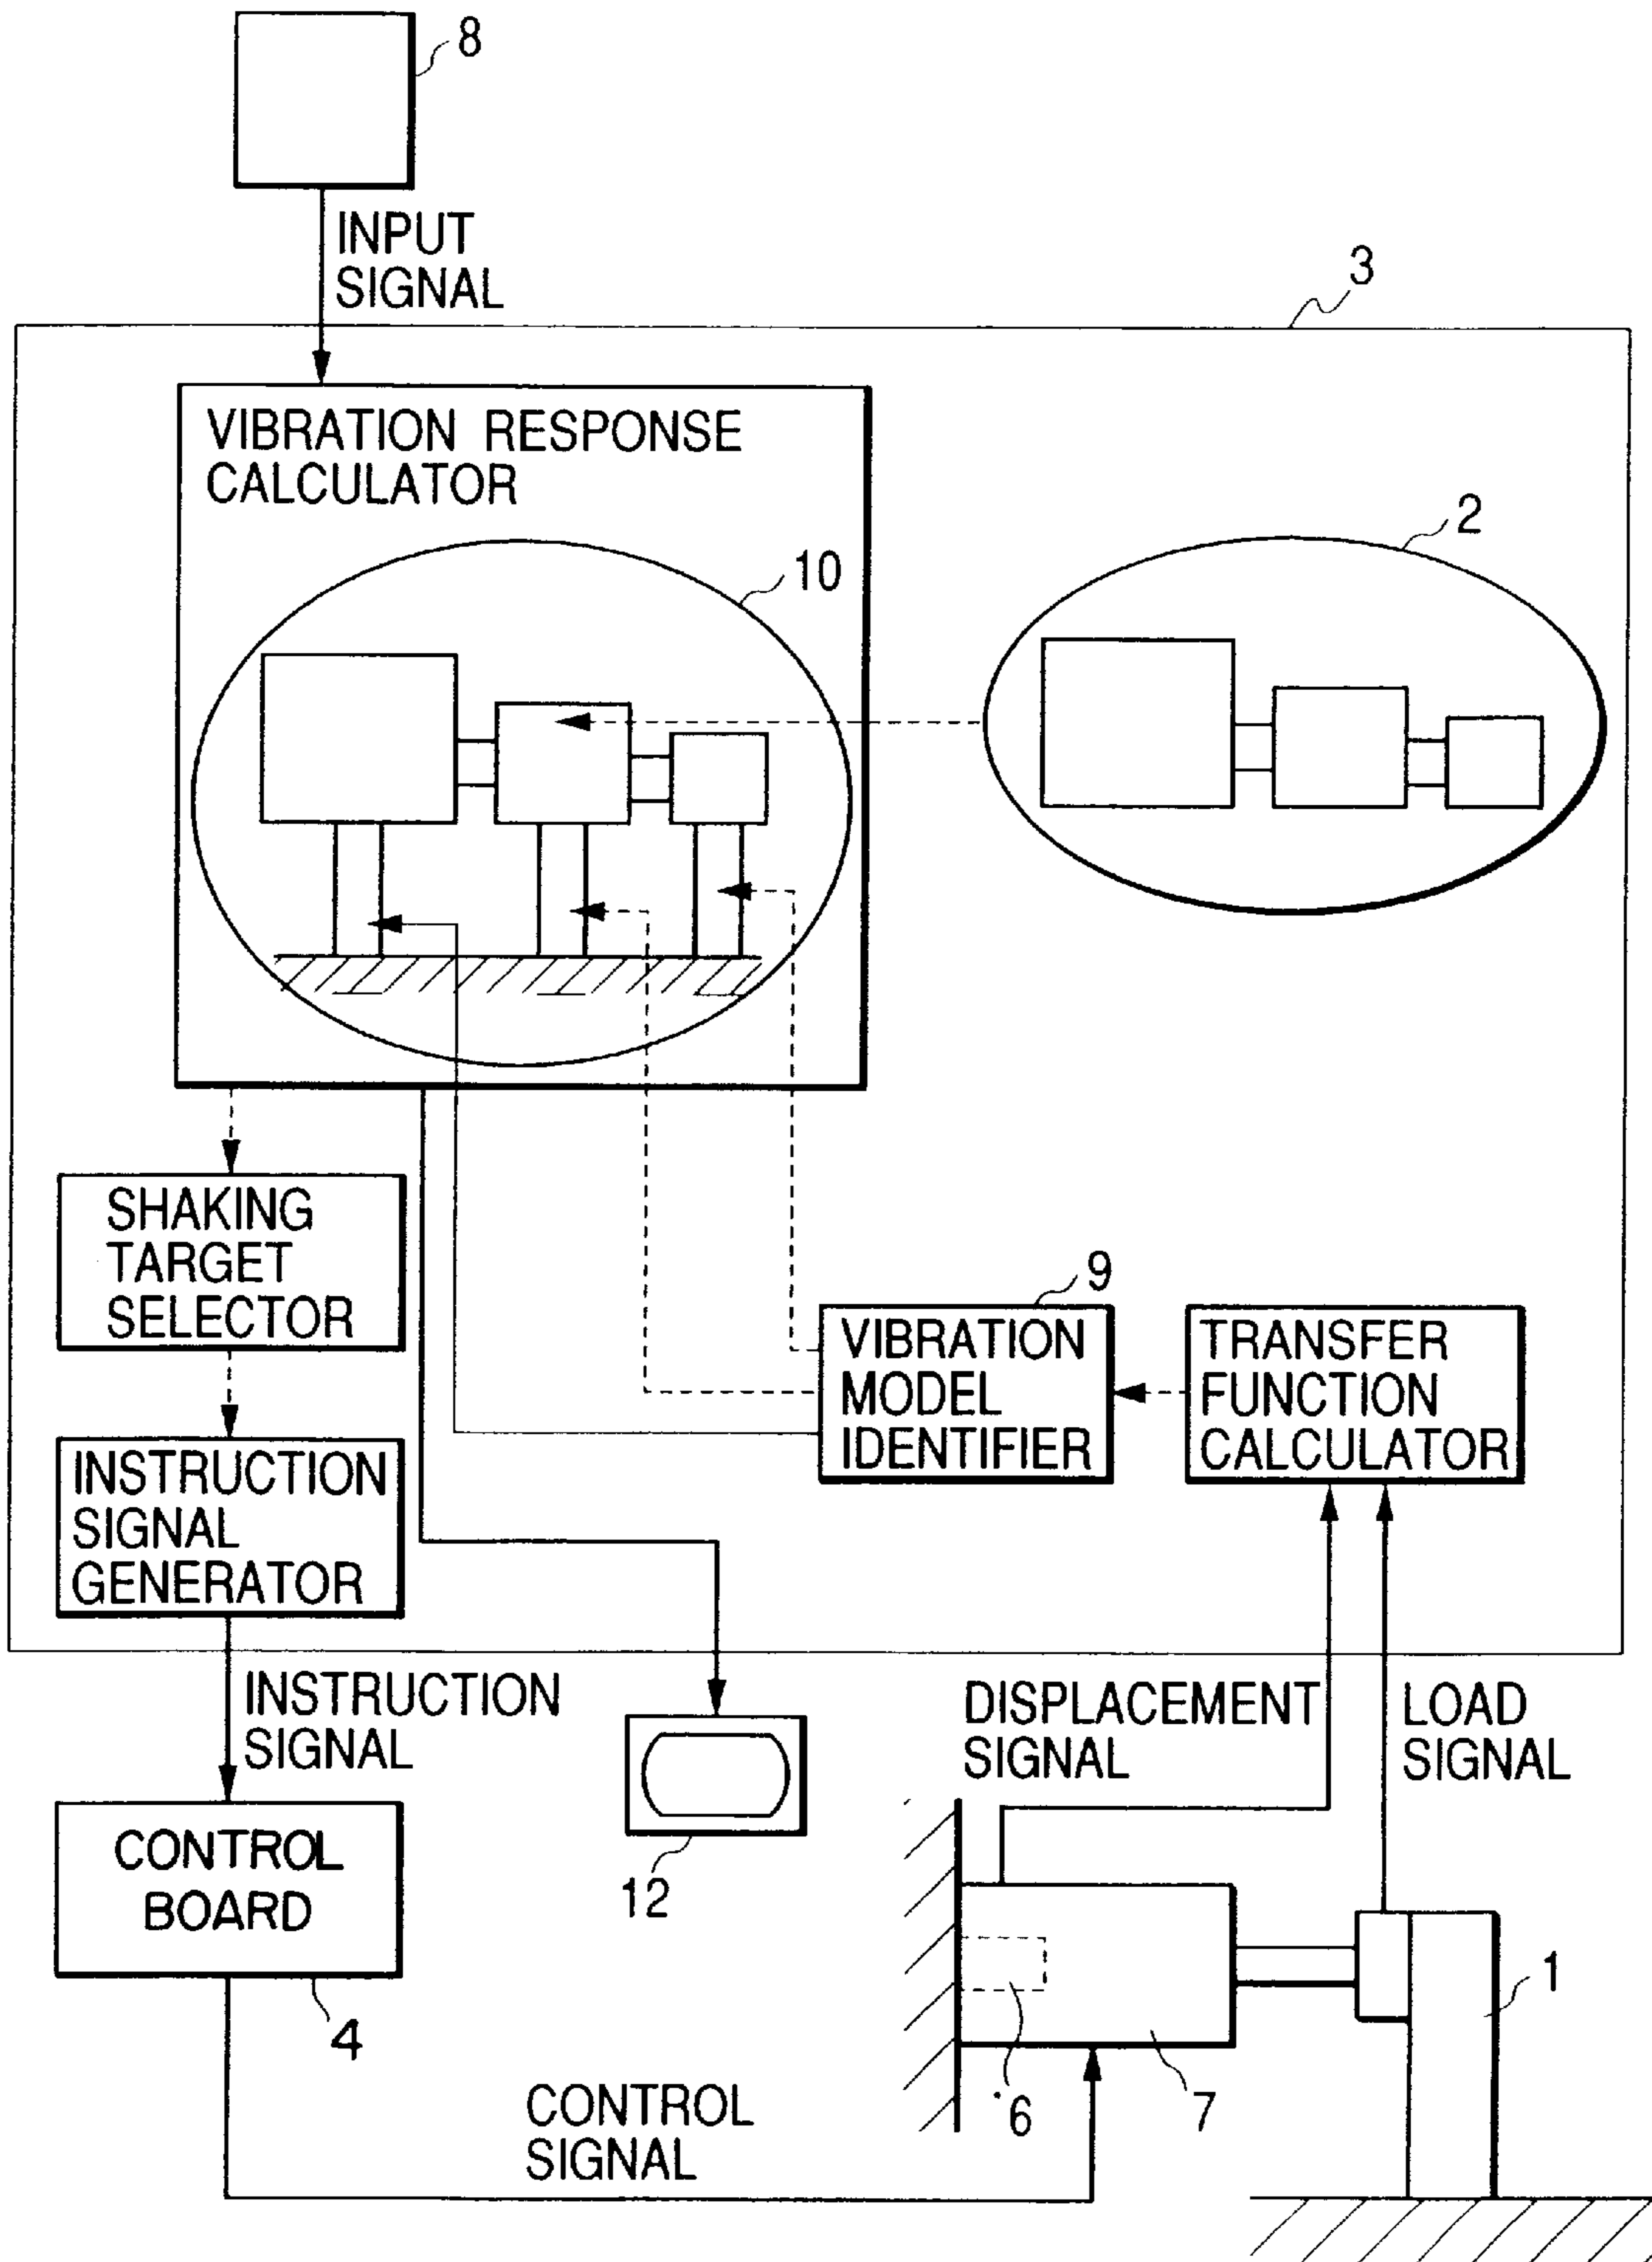 8
INPUT
SIGNAL
3
VIBRATION RESPONSE
CALCULATOR
2
10
SHAKING
TARGET
SELECTOR
9
VIBRATION
MODEL
IDENTIFIER
TRANSFER
FUNCTION
CALCULATOR
INSTRUCTION
SIGNAL
GENERATOR
INSTRUCTION
SIGNAL
DISPLACEMENT
SIGNAL
LOAD
SIGNAL
CONTROL
BOARD
12
1
4
6
7
CONTROL
SIGNAL